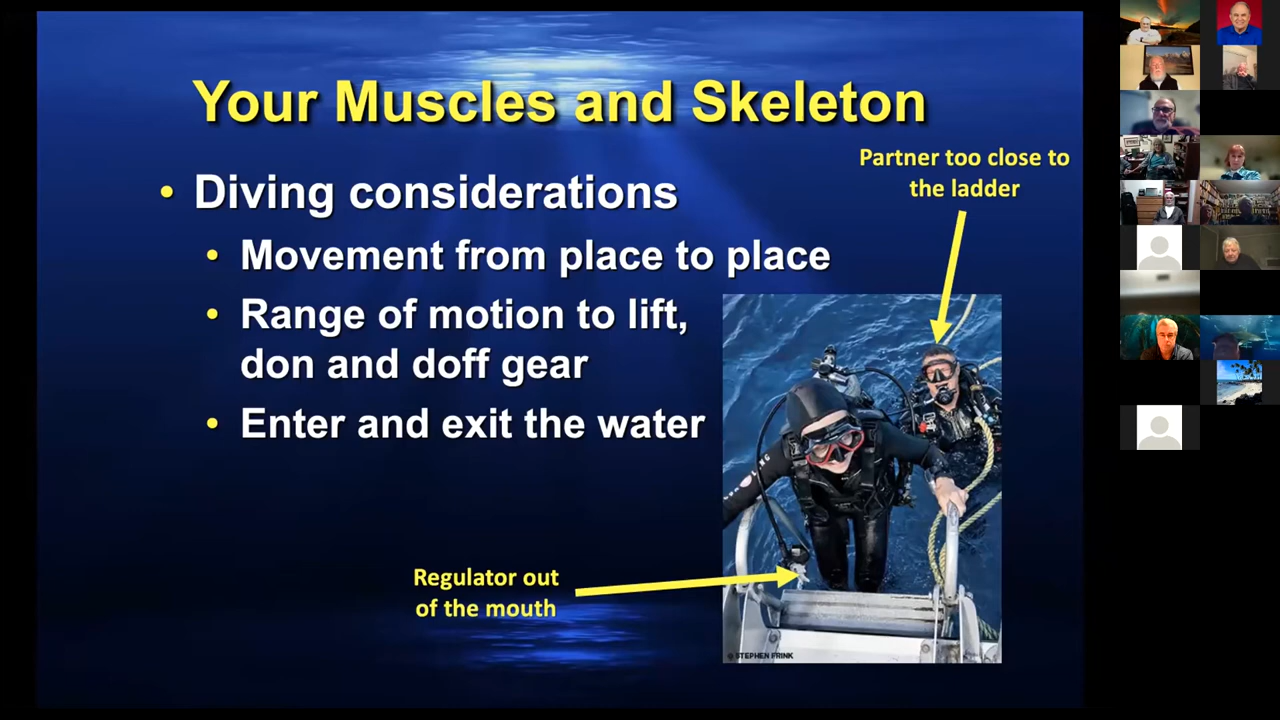 Your Muscles and Skeleton
Partner too close to
the ladder
• Diving considerations
• Movement from place to place
• Range of motion to lift,
don and doff gear
• Enter and exit the water
Regulator out
of the mouth
© STEPHEN FRINK